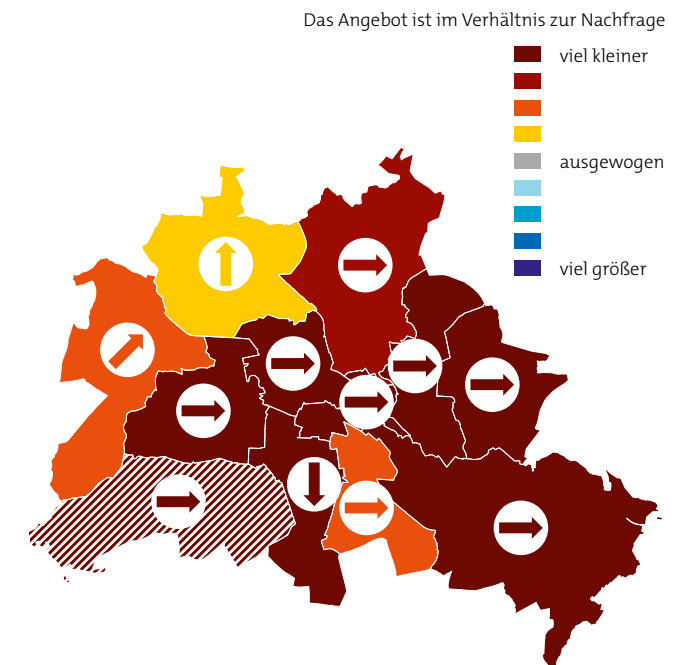 Das Angebot ist im Verhältnis zur Nachfrage
viel kleiner
ausgewogen
viel größer